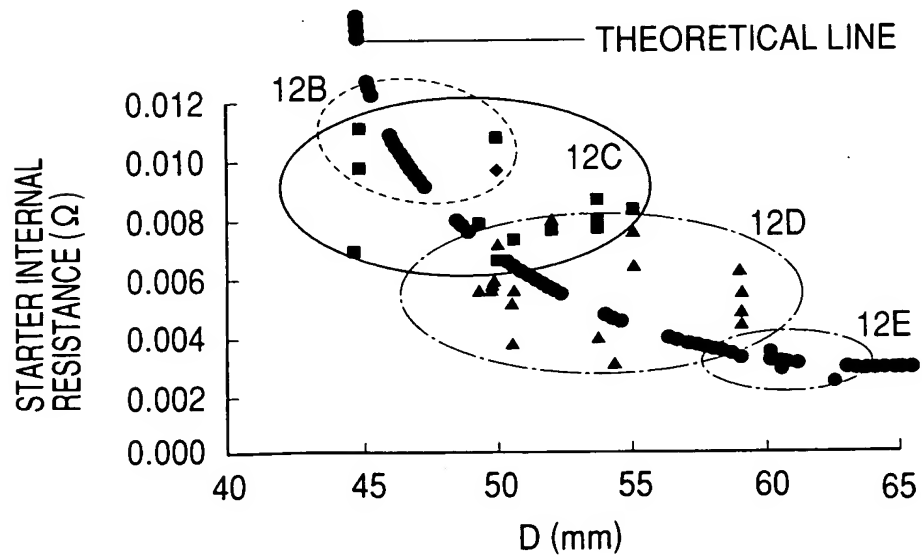 THEORETICAL LINE
12B
12C
12D
12E
STARTER INTERNAL
RESISTANCE (Ω)
0.012
0.010
0.008
0.006
0.004
0.002
0.000
40 45 50 55 60 65
D (mm)